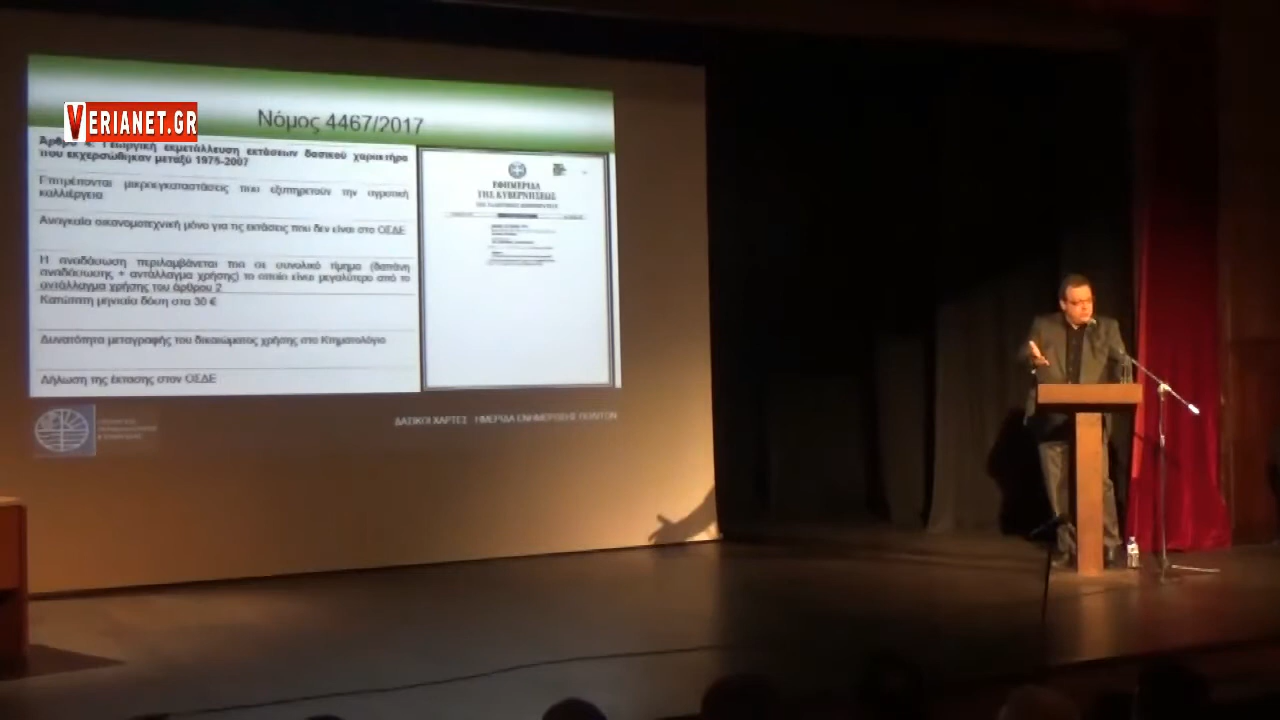 VERIANET.GR
Νόμος 4467/2017
Άρθρο 4: Γεωργική εκμετάλλευση εκτάσεων δασικού χαρακτήρα
που εκχερσώθηκαν μεταξύ 1975-2007
Επιτρέπονται μικροεγκαταστάσεις που εξυπηρετούν την αγροτική
καλλιέργεια
Αναγκαία οικονομοτεχνική μόνο για τις εκτάσεις που δεν είναι στο ΟΣΔΕ
Η αναδάσωση περιλαμβάνεται πια σε συνολικό τίμημα (δαπάνη
αναδάσωσης + αντάλλαγμα χρήσης) το οποίο είναι μεγαλύτερο από το
αντάλλαγμα χρήσης του άρθρου 2
Κατώτατη μηνιαία δόση στα 30 €
Δυνατότητα μεταγραφής του δικαιώματος χρήσης στο Κτηματολόγιο
Δήλωση της έκτασης στον ΟΣΔΕ
ΕΦΗΜΕΡΙΔΑ
ΤΗΣ ΚΥΒΕΡΝΗΣΕΩΣ
ΔΑΣΙΚΟΙ ΧΑΡΤΕΣ ΗΜΕΡΙΔΑ ΕΝΗΜΕΡΩΣΗΣ ΠΟΛΙΤΩΝ